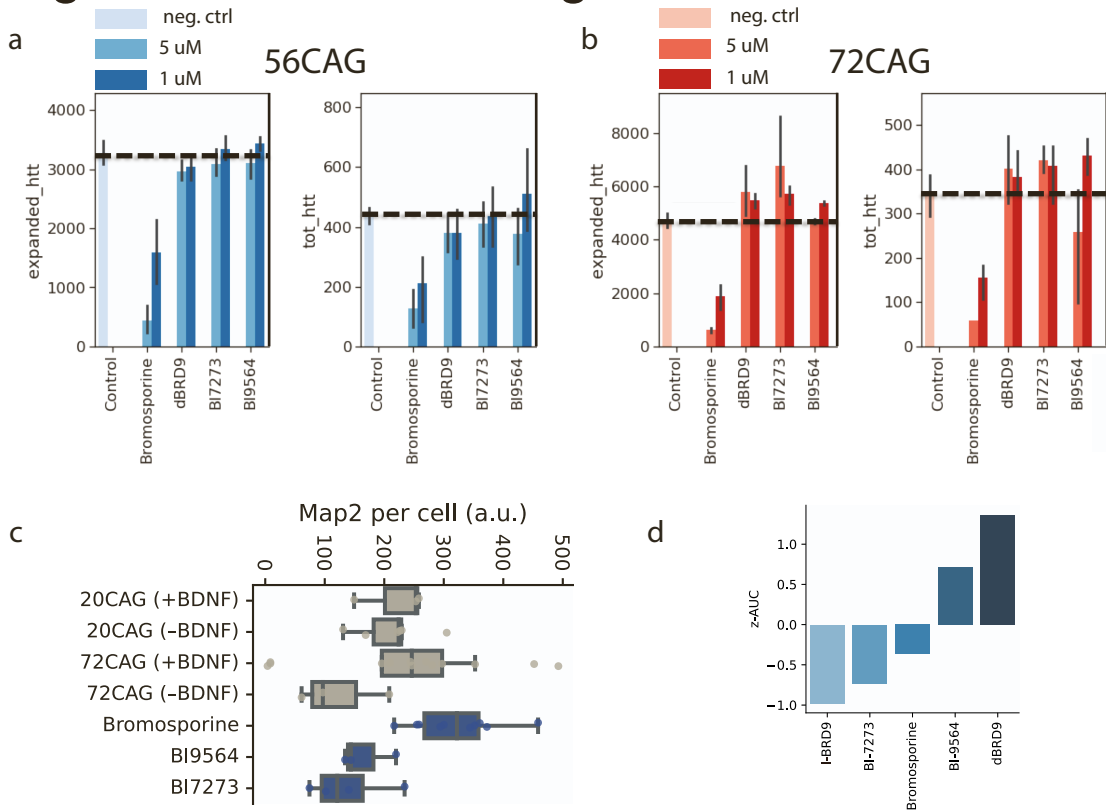 a
neg. ctrl
5 uM
1 uM
56CAG
4000
3000
2000
1000
0
expanded_htt
Control
Bromosporine
dBRD9
BI7273
BI9564
800
600
400
200
0
tot_htt
Control
Bromosporine
dBRD9
BI7273
BI9564
b
neg. ctrl
5 uM
1 uM
72CAG
8000
6000
4000
2000
0
expanded_htt
Control
Bromosporine
dBRD9
BI7273
BI9564
500
400
300
200
100
0
tot_htt
Control
Bromosporine
dBRD9
BI7273
BI9564
c
Map2 per cell (a.u.)
0
100
200
300
400
500
20CAG (+BDNF)
20CAG (−BDNF)
72CAG (+BDNF)
72CAG (−BDNF)
Bromosporine
BI9564
BI7273
d
z-AUC
1.0
0.5
0.0
−0.5
−1.0
I-BRD9
BI-7273
Bromosporine
BI-9564
dBRD9